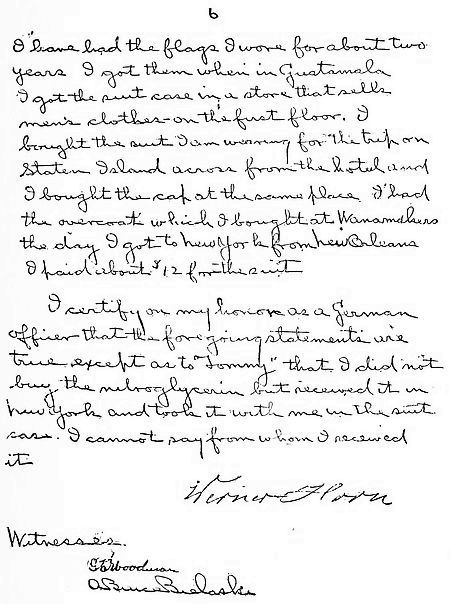 6
I have had the flags I wore for about two
years I got them when in Guatamala
I got the suit case in a store that sells
men's clothes on the first floor. I
bought the suit I am wearing for the trip on
Staten Island across from the hotel and
I bought the cap at the same place I had
the overcoat which I bought at Wanamakers
the day I got to New York from New Orleans
I paid about $12 for the suit
I certify on my honor as a German
officer that the foregoing statements are
true except as to "Tommy" that I did not
buy the nitroglycerin but received it in
New York and took it with me in the suit
case. I cannot say from whom I received
it
Werner Horn
Witnesses.
Woodman
A Bruce Bielaski